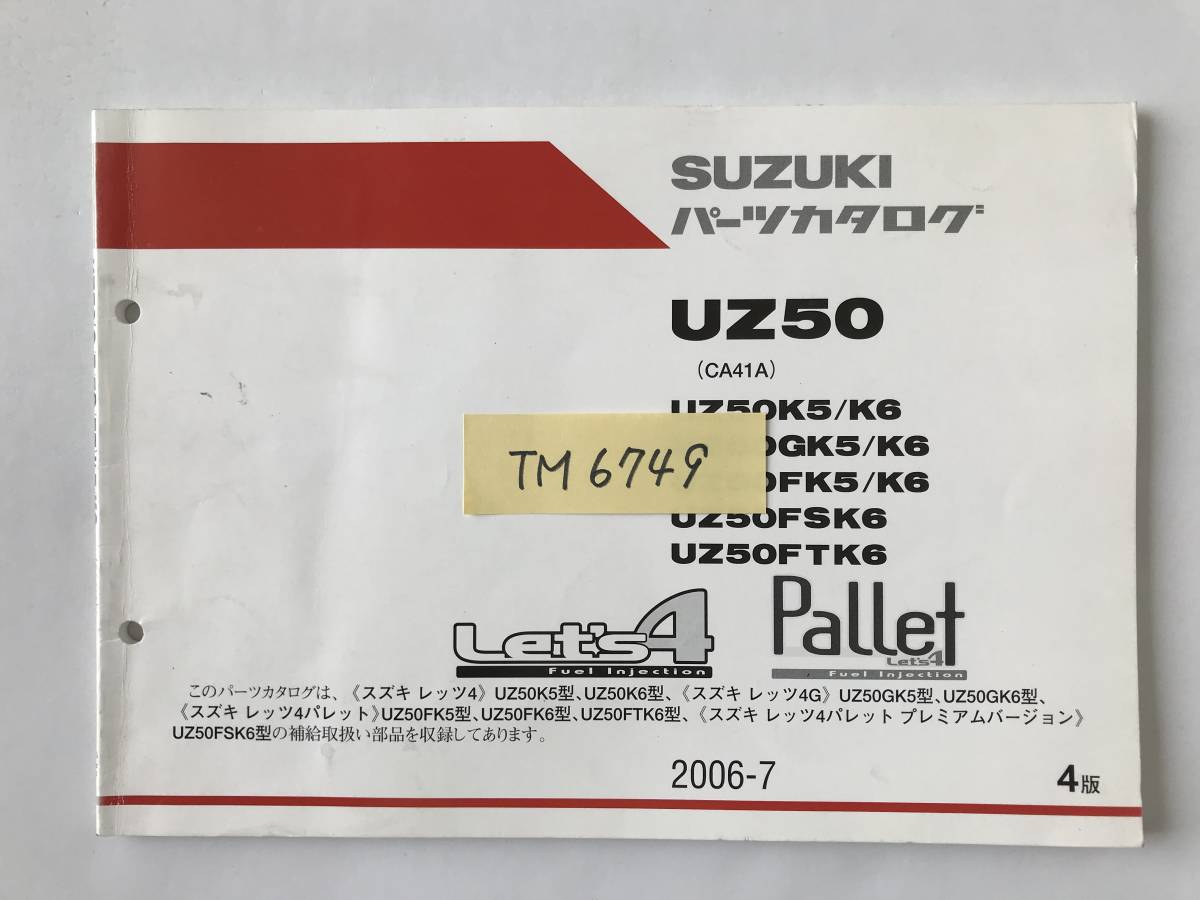 SUZUKI
パーツカタログ
UZ50
(CA41A)
UZ50K5/K6
0GK5/K6
0FK5/K6
UZ50FSK6
UZ50FTK6
TM 6749
Let's4
Fuel Injection
Pallet
Let's4
Fuel Injection
このパーツカタログは、《スズキ レッツ4》UZ50K5型、UZ50K6型、《スズキ レッツ4G》UZ50GK5型、UZ50GK6型、
《スズキ レッツ4パレット》UZ50FK5型、UZ50FK6型、UZ50FTK6型、《スズキ レッツ4パレット プレミアムバージョン》
UZ50FSK6型の補給取扱い部品を収録してあります。
2006-7
4版